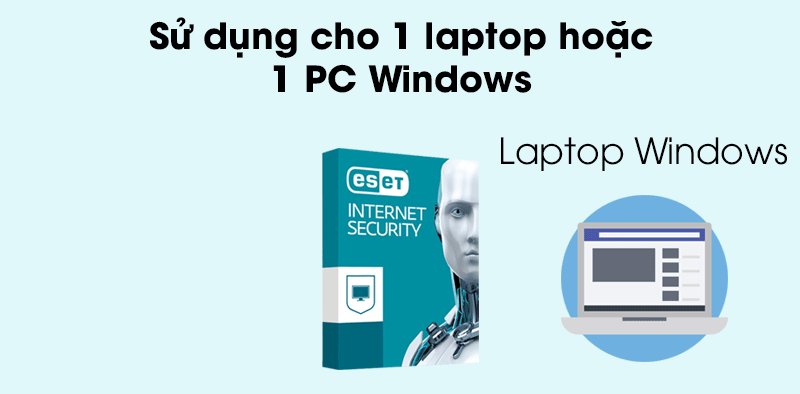 Sử dụng cho 1 laptop hoặc
1 PC Windows
Laptop Windows
eseT
INTERNET
SECURITY